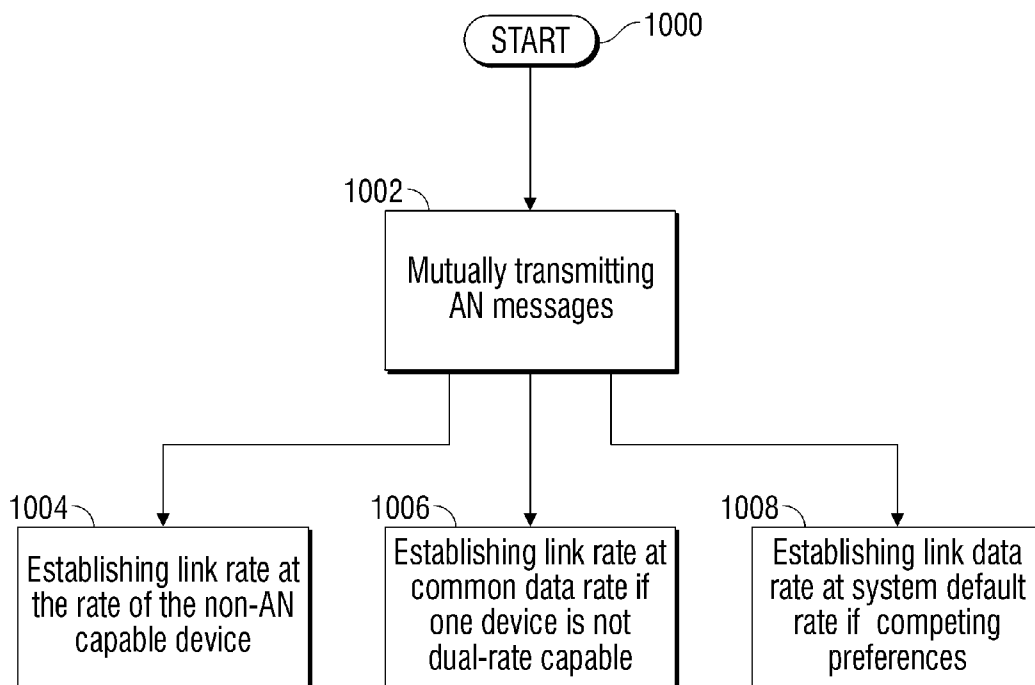 START
1000
1002
Mutually transmitting
AN messages
1004
Establishing link rate at
the rate of the non-AN
capable device
1006
Establishing link rate at
common data rate if
one device is not
dual-rate capable
1008
Establishing link data
rate at system default
rate if competing
preferences